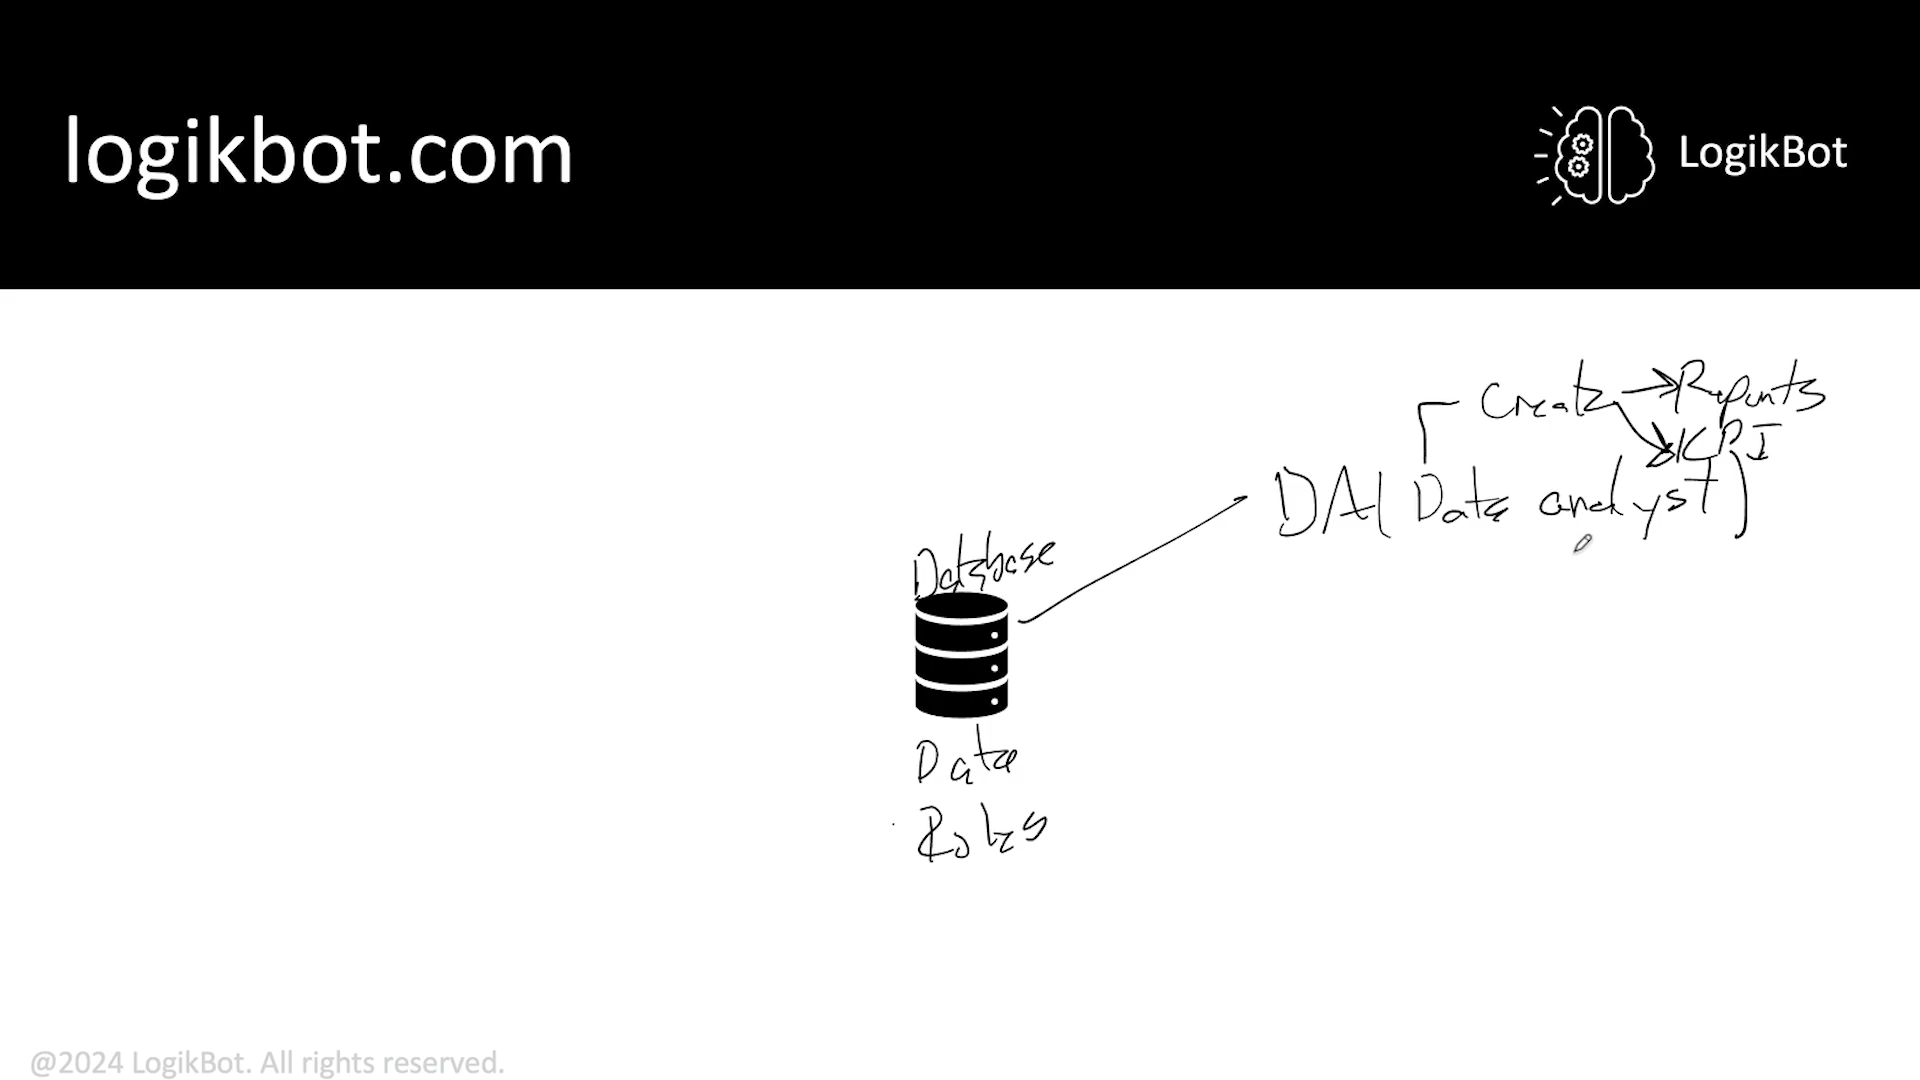 logikbot.com
LogikBot
Create Reports
KPI
DA (Data analyst)
Database
Data
Roles
@2024 LogikBot. All rights reserved.